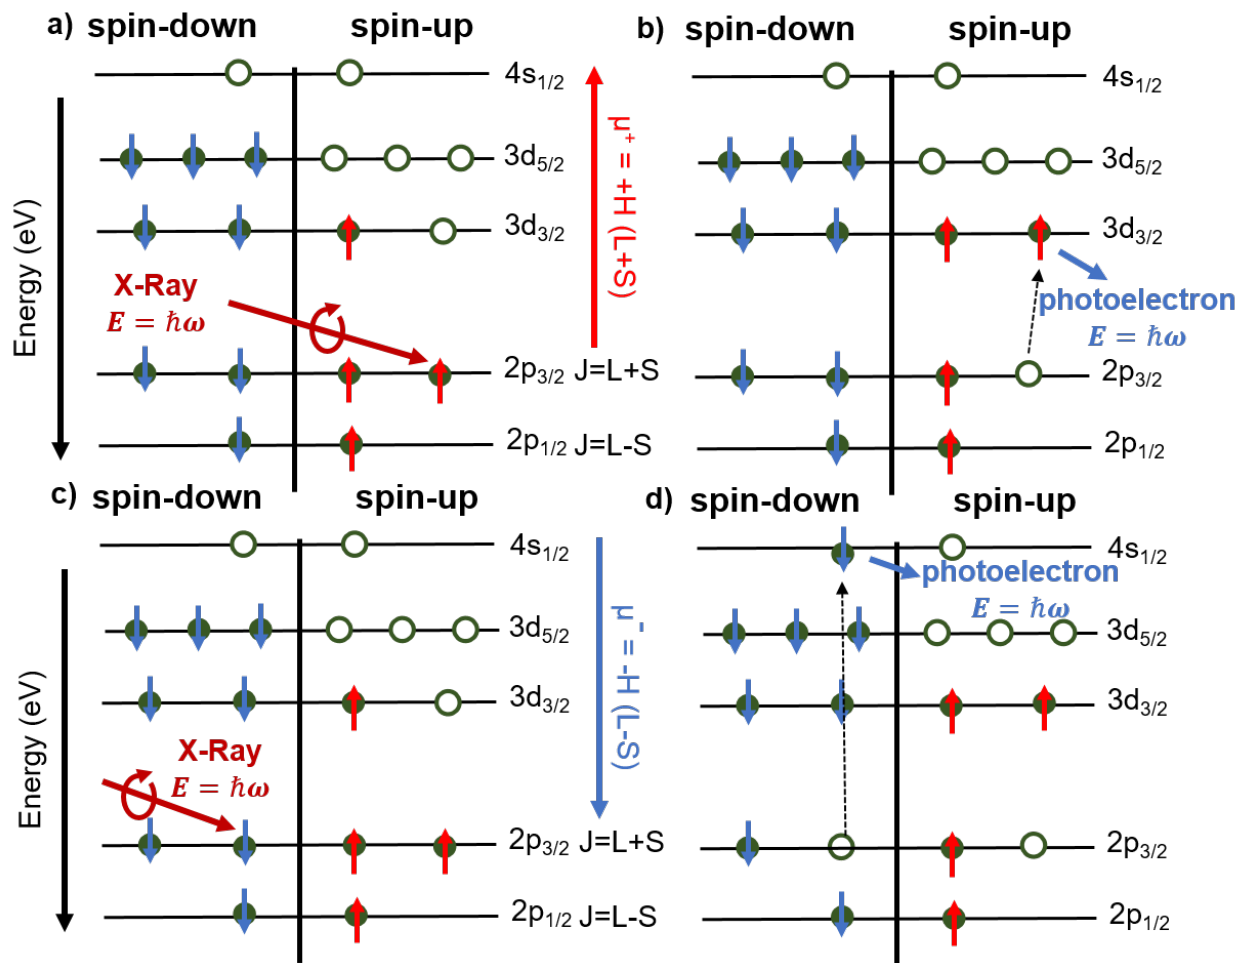 a) spin-down spin-up
4s1/2
3d5/2
3d3/2
X-Ray
E = ħω
2p3/2 J=L+S
2p1/2 J=L-S
Energy (eV)
μ+ = +H (L+S)
b) spin-down spin-up
4s1/2
3d5/2
3d3/2
photoelectron
E = ħω
2p3/2
2p1/2
c) spin-down spin-up
4s1/2
3d5/2
3d3/2
X-Ray
E = ħω
2p3/2 J=L+S
2p1/2 J=L-S
Energy (eV)
μ- = -H (L-S)
d) spin-down spin-up
4s1/2
photoelectron
E = ħω
3d5/2
3d3/2
2p3/2
2p1/2